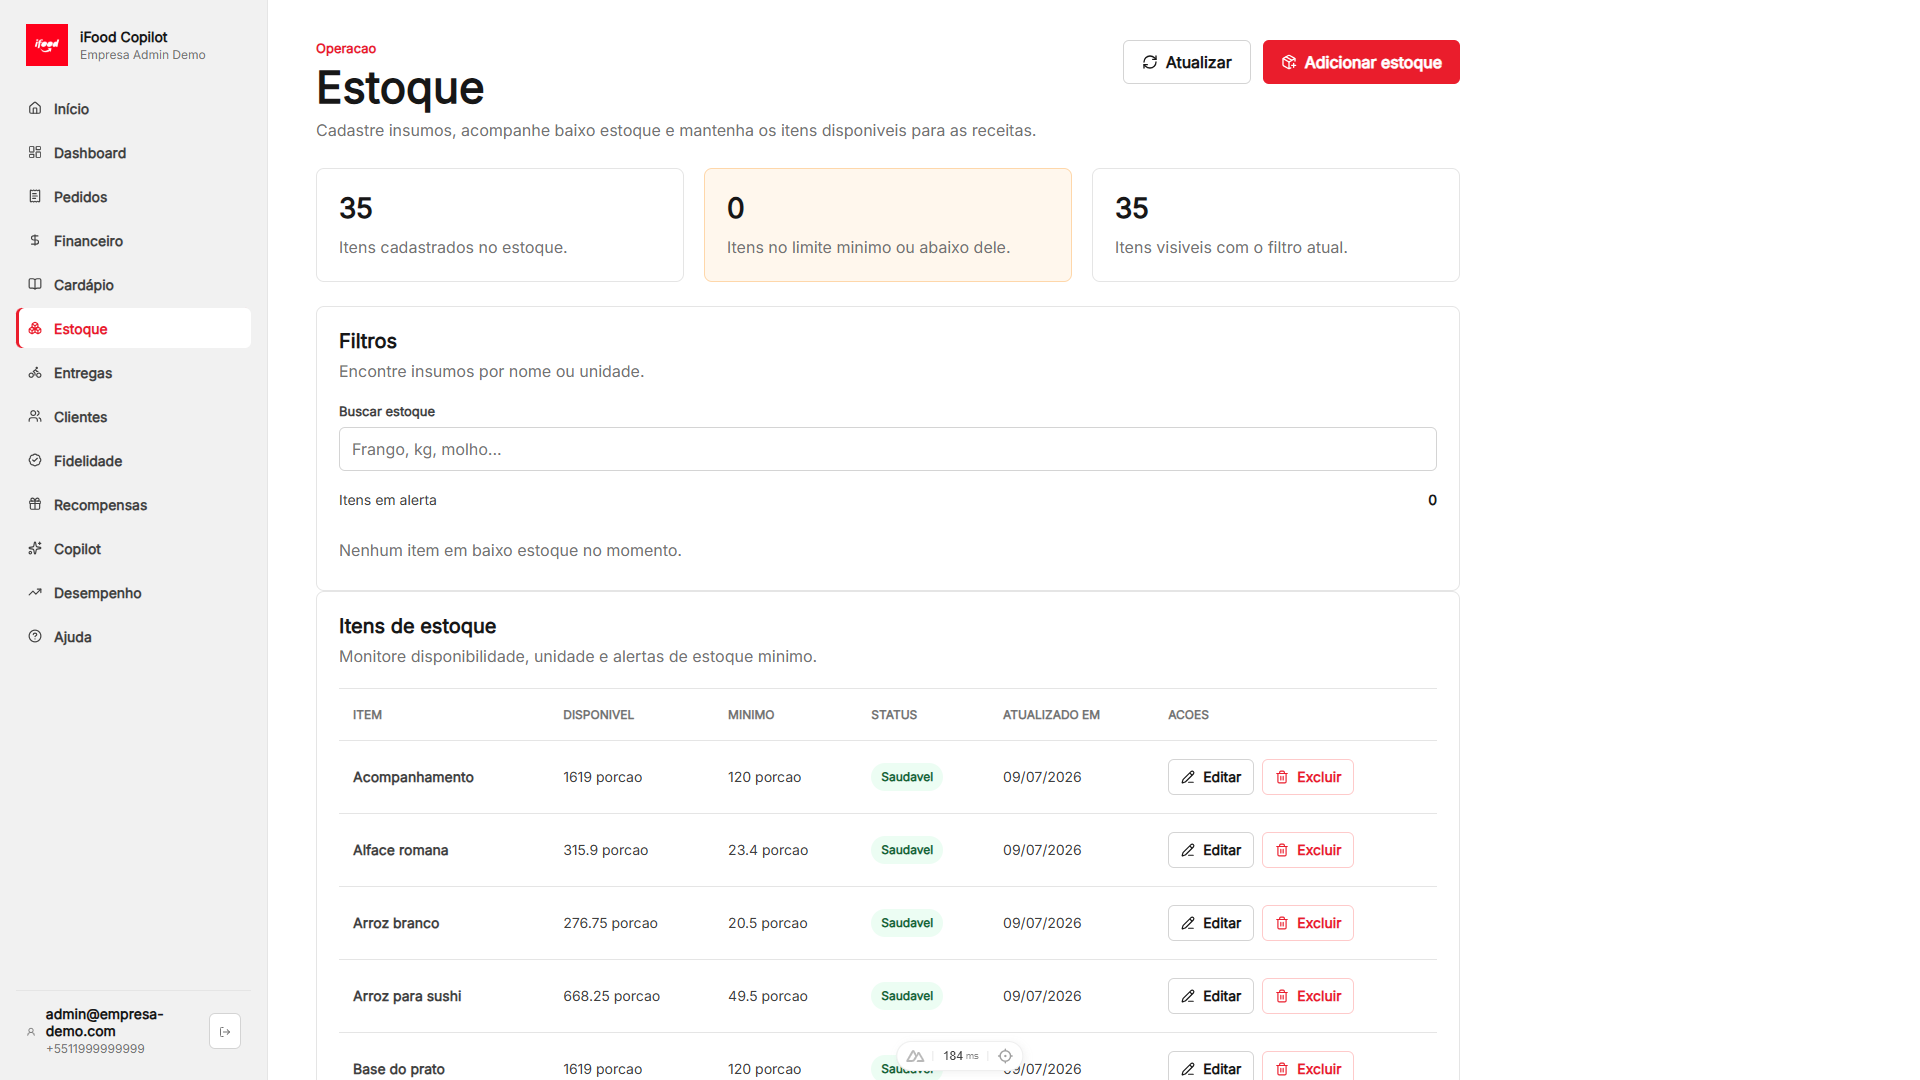 ifood
iFood Copilot
Empresa Admin Demo
Início
Dashboard
Pedidos
Financeiro
Cardápio
Estoque
Entregas
Clientes
Fidelidade
Recompensas
Copilot
Desempenho
Ajuda
admin@empresa-
demo.com
+5511999999999
Operacao
Estoque
Cadastre insumos, acompanhe baixo estoque e mantenha os itens disponiveis para as receitas.
Atualizar
Adicionar estoque
35
Itens cadastrados no estoque.
0
Itens no limite minimo ou abaixo dele.
35
Itens visiveis com o filtro atual.
Filtros
Encontre insumos por nome ou unidade.
Buscar estoque
Frango, kg, molho...
Itens em alerta 0
Nenhum item em baixo estoque no momento.
Itens de estoque
Monitore disponibilidade, unidade e alertas de estoque minimo.
ITEM DISPONIVEL MINIMO STATUS ATUALIZADO EM ACOES
Acompanhamento 1619 porcao 120 porcao Saudavel 09/07/2026 Editar Excluir
Alface romana 315.9 porcao 23.4 porcao Saudavel 09/07/2026 Editar Excluir
Arroz branco 276.75 porcao 20.5 porcao Saudavel 09/07/2026 Editar Excluir
Arroz para sushi 668.25 porcao 49.5 porcao Saudavel 09/07/2026 Editar Excluir
Base do prato 1619 porcao 120 porcao Saudavel 09/07/2026 Editar Excluir
184 ms